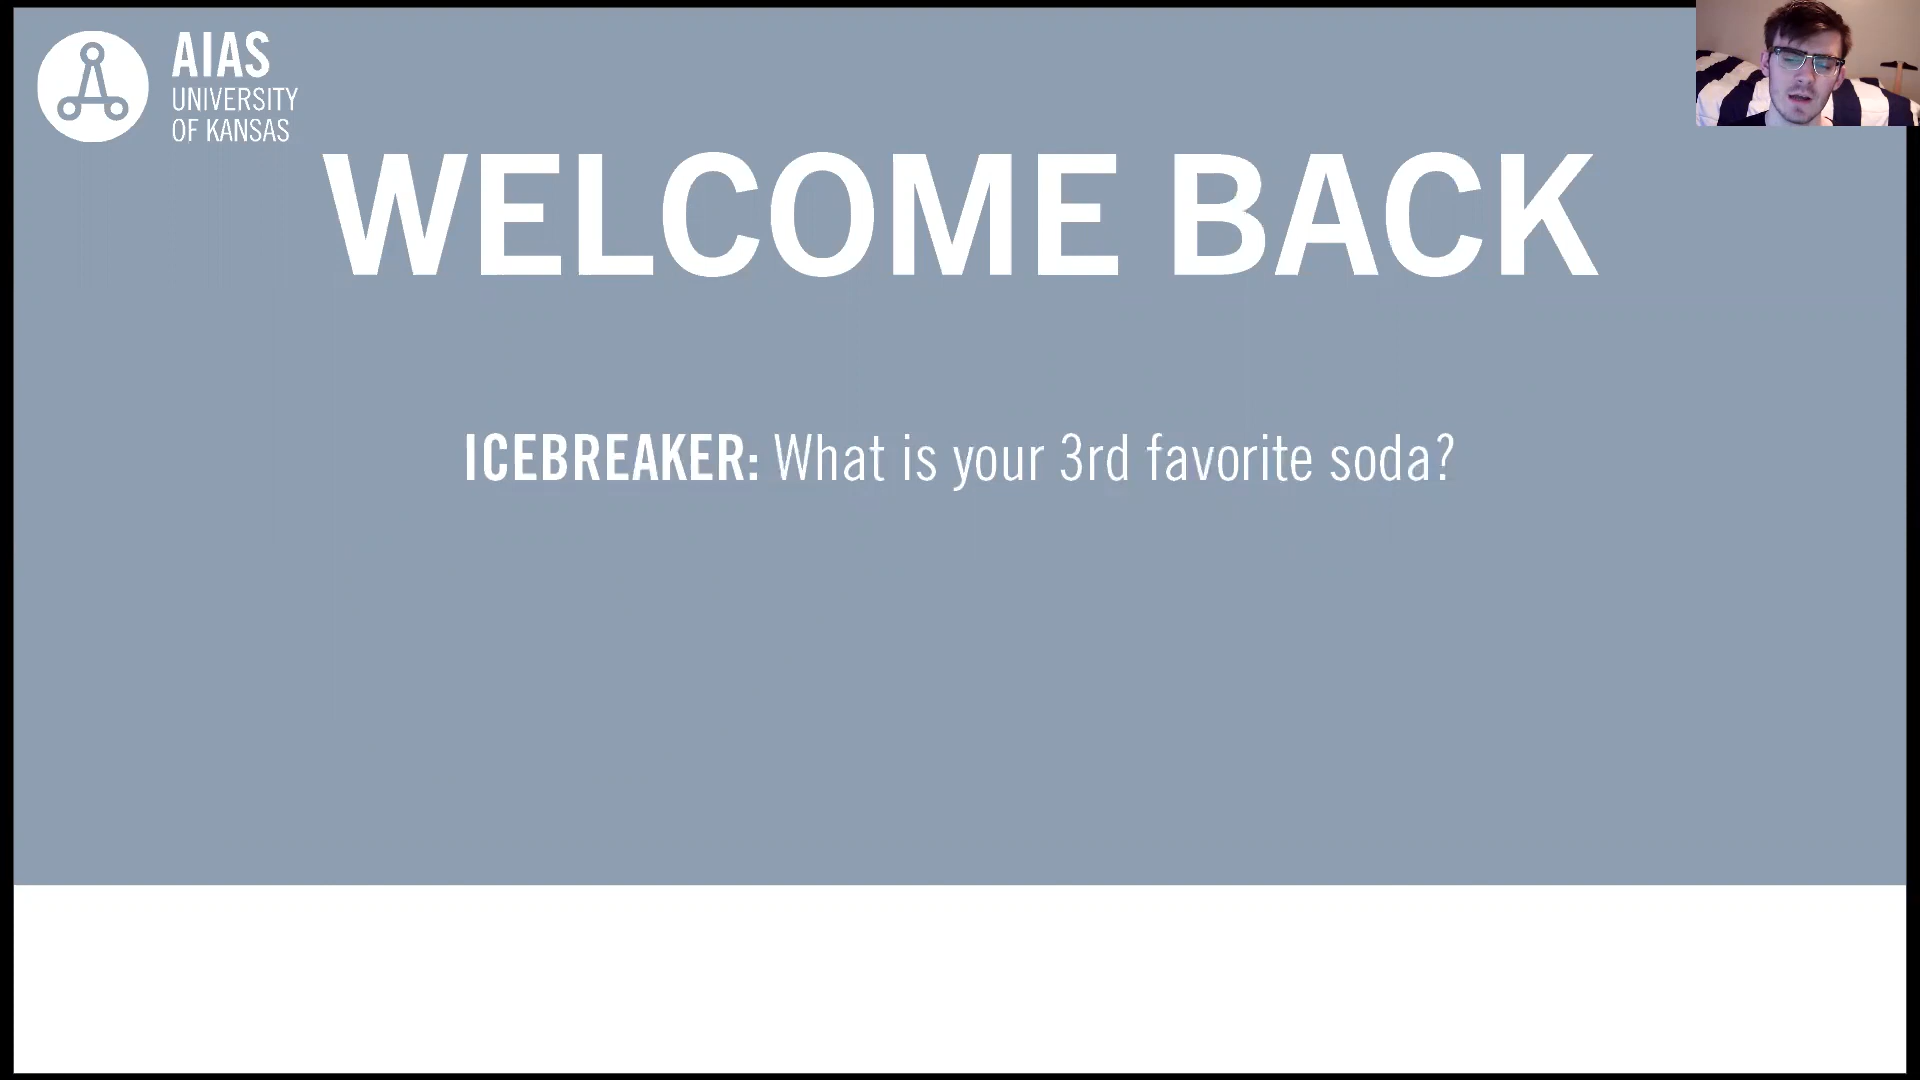 AIAS
UNIVERSITY
OF KANSAS
WELCOME BACK
ICEBREAKER: What is your 3rd favorite soda?